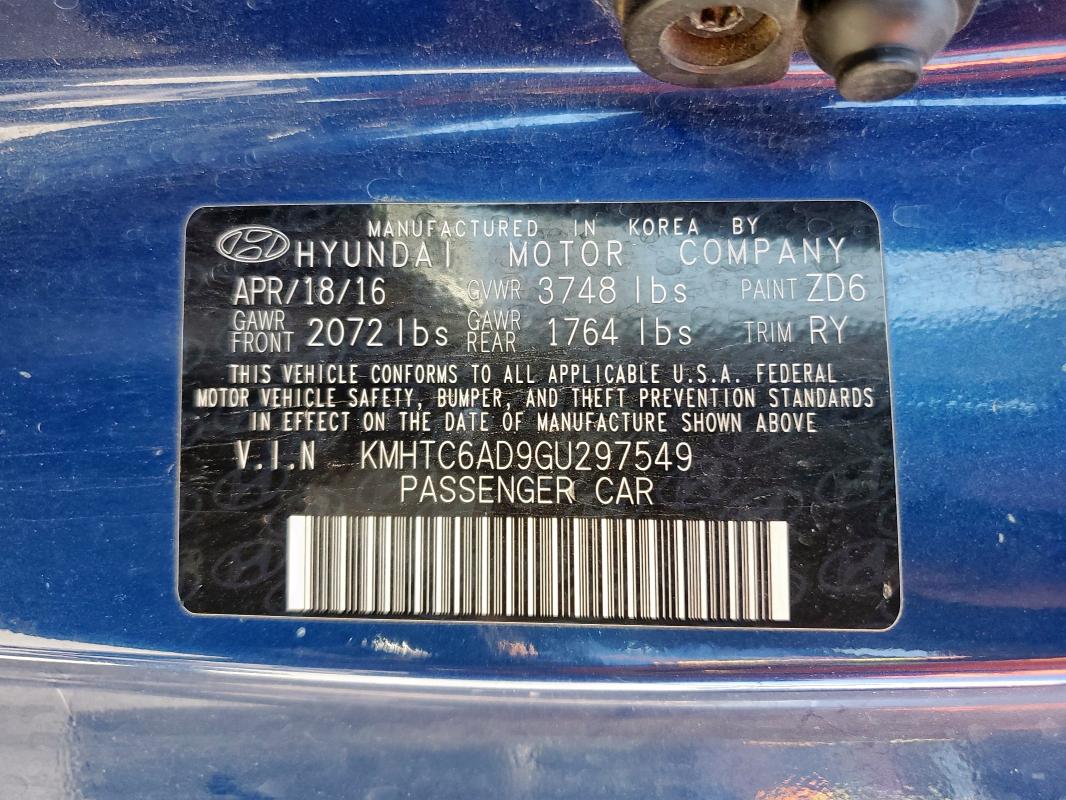 MANUFACTURED IN KOREA BY
HYUNDAI MOTOR COMPANY
APR/18/16 GVWR 3748 lbs PAINT ZD6
GAWR FRONT 2072 lbs GAWR REAR 1764 lbs TRIM RY
THIS VEHICLE CONFORMS TO ALL APPLICABLE U.S.A. FEDERAL
MOTOR VEHICLE SAFETY, BUMPER, AND THEFT PREVENTION STANDARDS
IN EFFECT ON THE DATE OF MANUFACTURE SHOWN ABOVE
V.I.N KMHTC6AD9GU297549
PASSENGER CAR